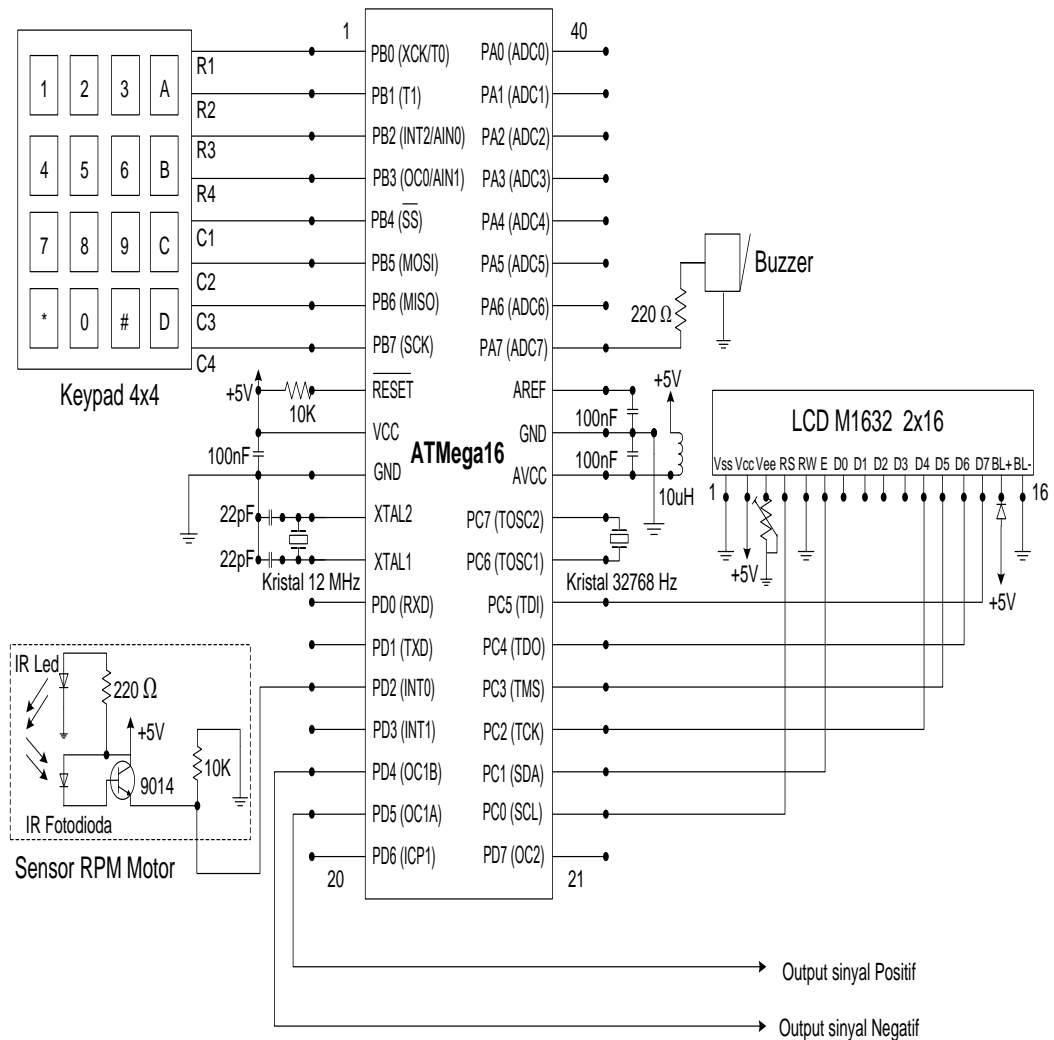 1
40
PB0 (XCK/T0)
PA0 (ADC0)
R1
1 2 3 A
PB1 (T1)
PA1 (ADC1)
R2
PB2 (INT2/AIN0)
PA2 (ADC2)
R3
4 5 6 B
PB3 (OC0/AIN1)
PA3 (ADC3)
R4
PB4 (SS)
PA4 (ADC4)
C1
7 8 9 C
PB5 (MOSI)
PA5 (ADC5)
Buzzer
C2
PB6 (MISO)
PA6 (ADC6)
220 Ω
* 0 # D
C3
PB7 (SCK)
PA7 (ADC7)
C4
Keypad 4x4
+5V
10K
RESET
AREF
+5V
100nF
VCC
GND
100nF
ATMega16
GND
AVCC
100nF
10uH
LCD M1632 2x16
Vss Vcc Vee RS RW E D0 D1 D2 D3 D4 D5 D6 D7 BL+ BL-
1
16
+5V
+5V
22pF
XTAL2
PC7 (TOSC2)
22pF
XTAL1
PC6 (TOSC1)
Kristal 12 MHz
Kristal 32768 Hz
PD0 (RXD)
PC5 (TDI)
PD1 (TXD)
PC4 (TDO)
IR Led
220 Ω
PD2 (INT0)
PC3 (TMS)
+5V
PD3 (INT1)
PC2 (TCK)
10K
9014
PD4 (OC1B)
PC1 (SDA)
IR Fotodioda
PD5 (OC1A)
PC0 (SCL)
Sensor RPM Motor
PD6 (ICP1)
PD7 (OC2)
20
21
Output sinyal Positif
Output sinyal Negatif